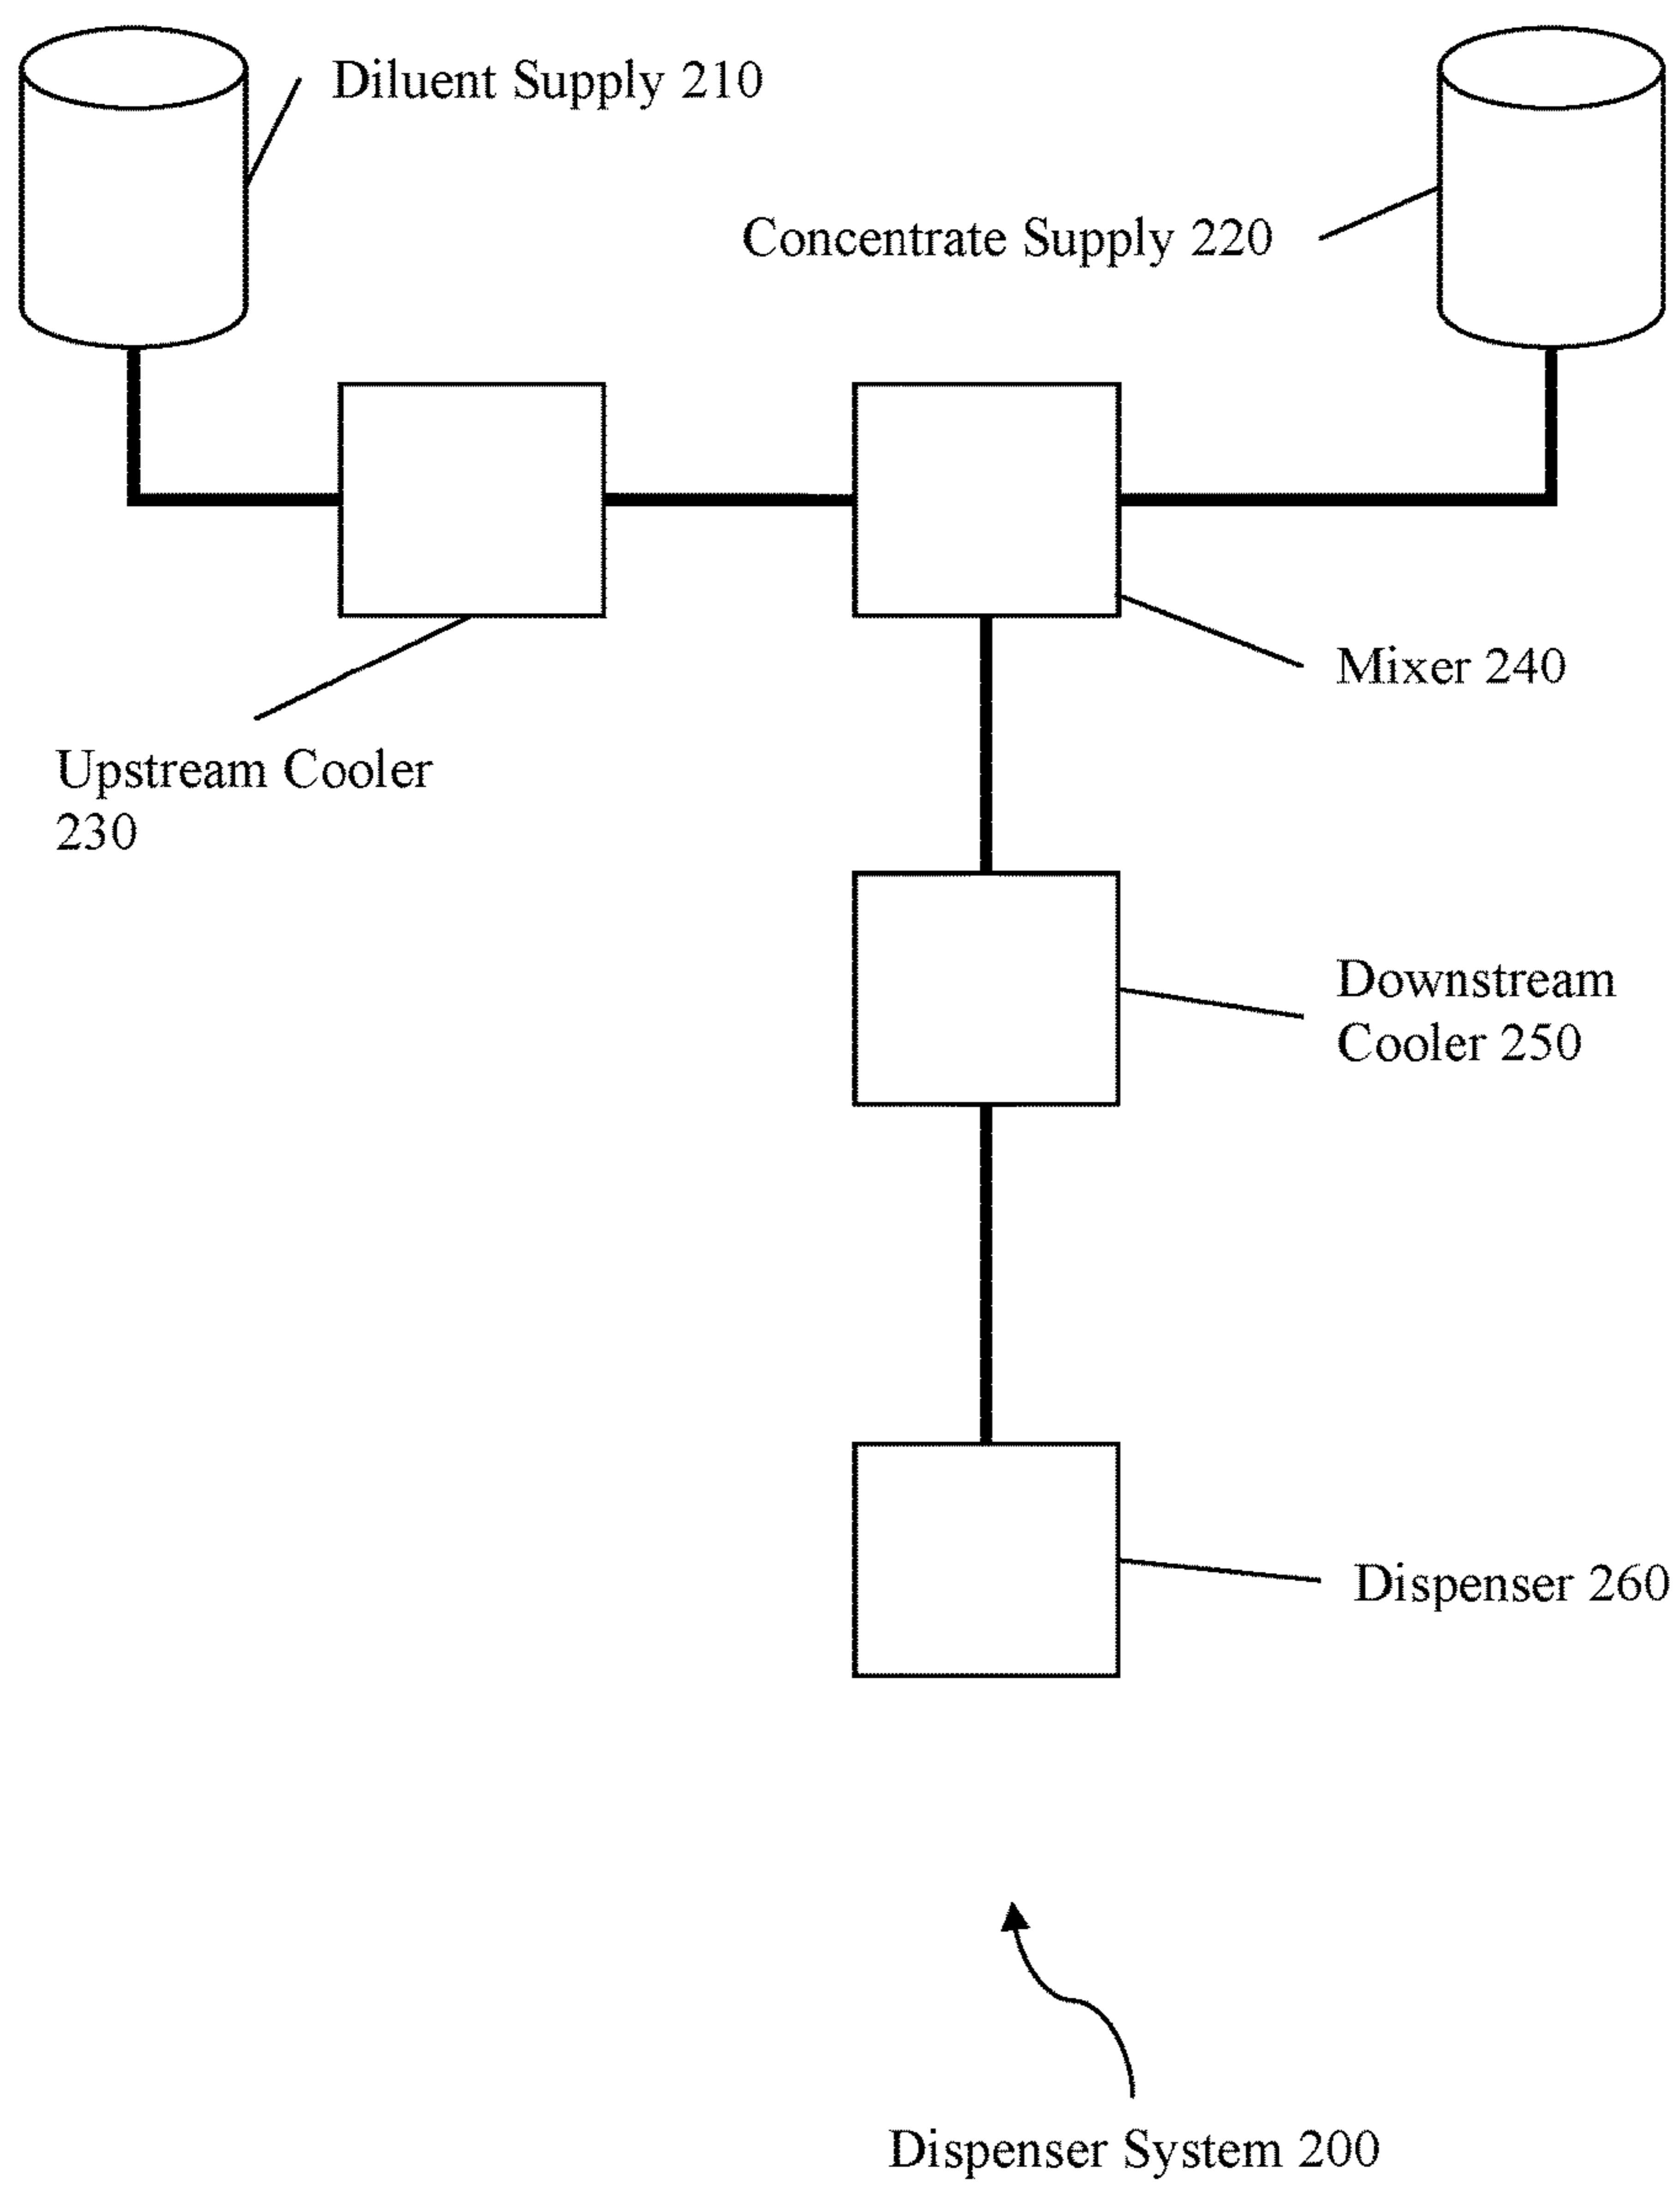 Diluent Supply 210
Concentrate Supply 220
Mixer 240
Upstream Cooler
230
Downstream
Cooler 250
Dispenser 260
Dispenser System 200